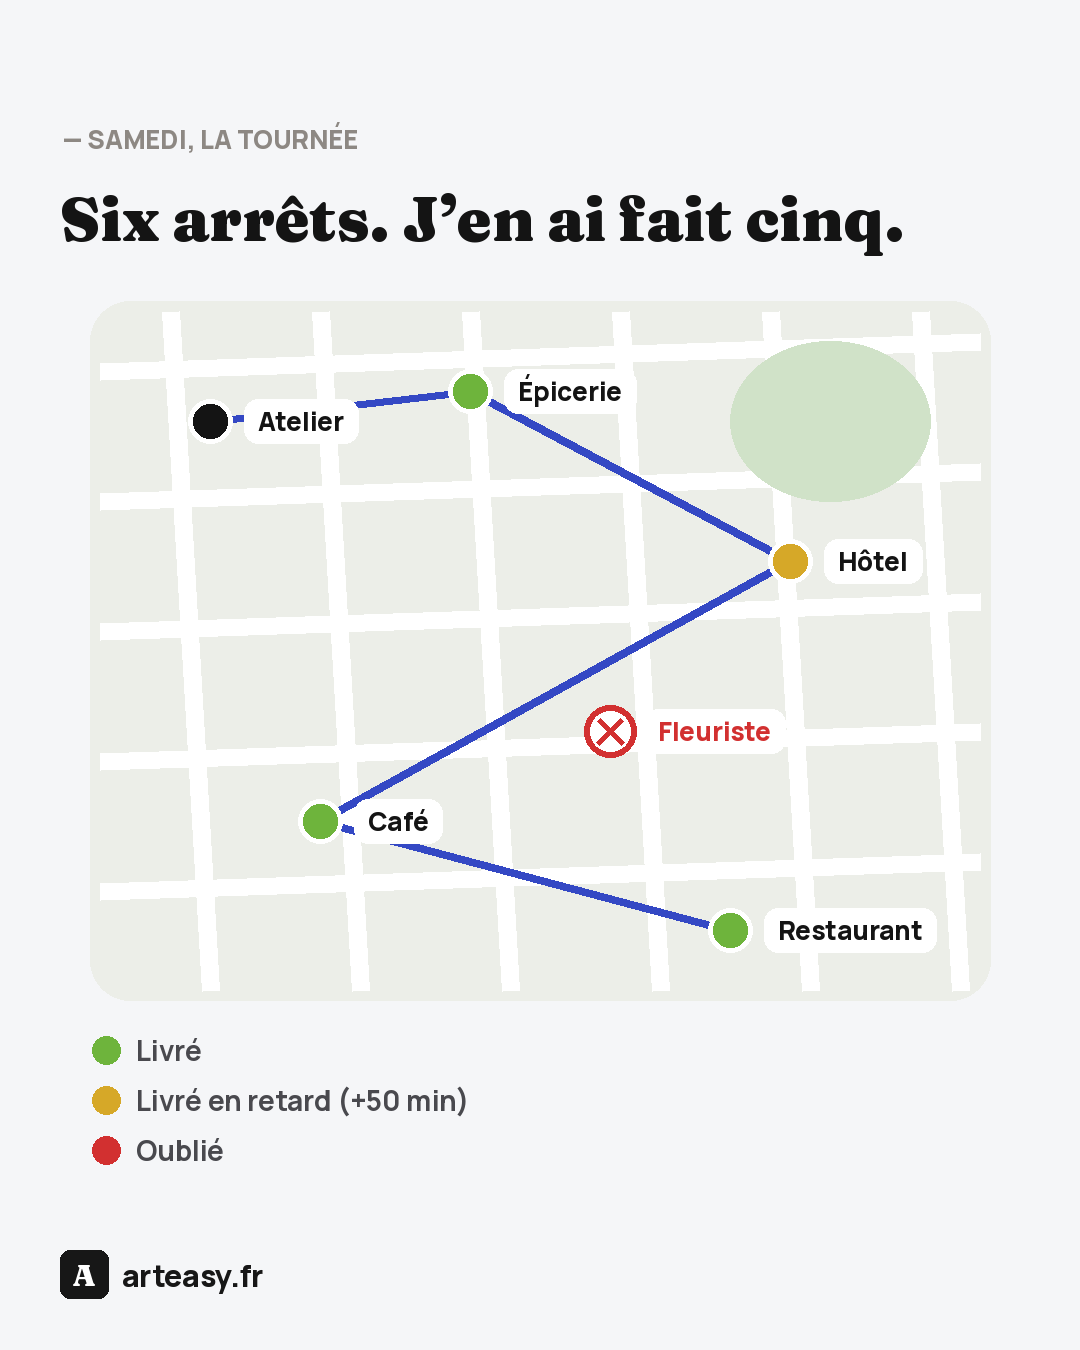 – SAMEDI, LA TOURNÉE
Six arrêts. J’en ai fait cinq.
Épicerie
Atelier
Hôtel
Fleuriste
Café
Restaurant
Livré
Livré en retard (+50 min)
Oublié
A arteasy.fr